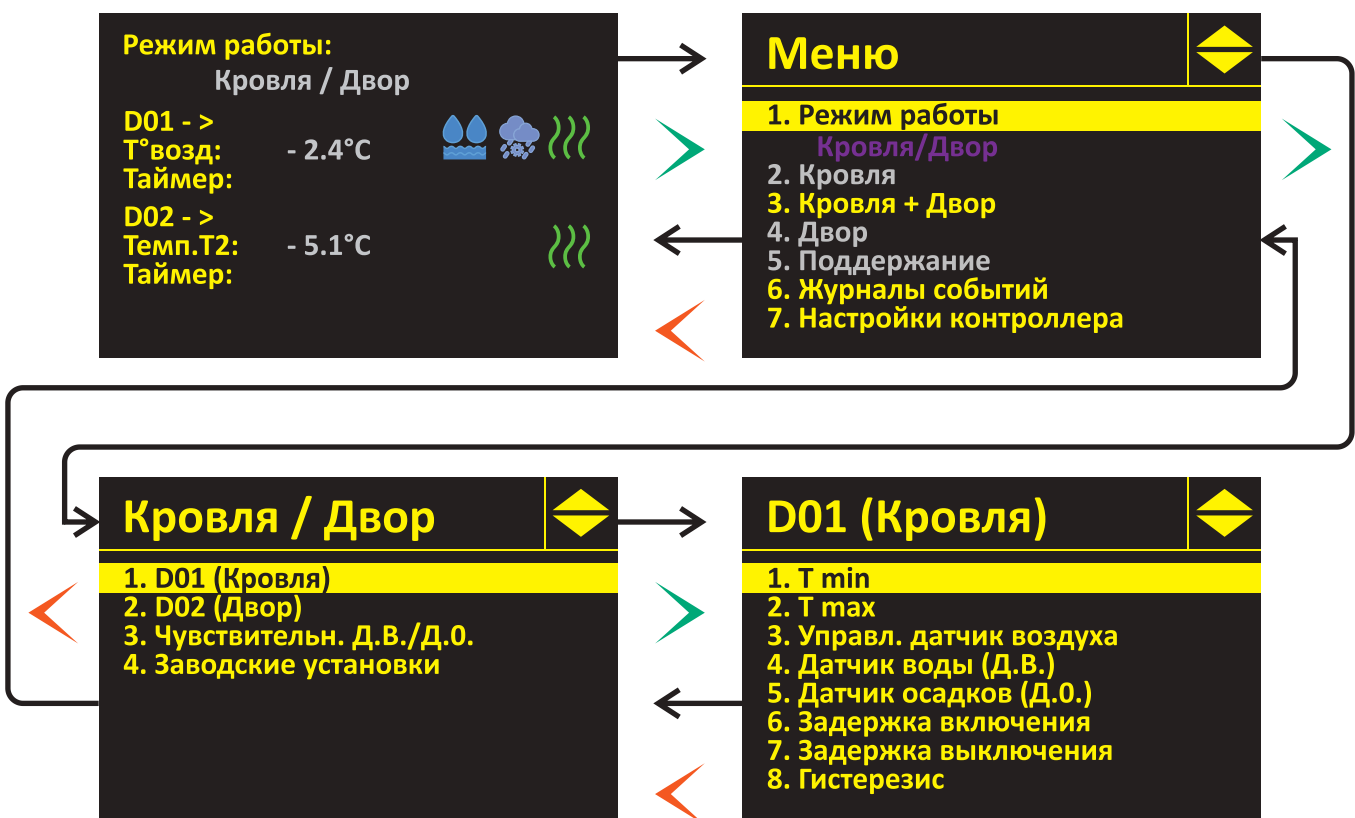 Режим работы:
Кровля / Двор
D01 - >
T°возд: - 2.4°C
Таймер:
D02 - >
Темп.T2: - 5.1°C
Таймер:
Меню
1. Режим работы
Кровля/Двор
2. Кровля
3. Кровля + Двор
4. Двор
5. Поддержание
6. Журналы событий
7. Настройки контроллера
Кровля / Двор
1. D01 (Кровля)
2. D02 (Двор)
3. Чувствительн. Д.В./Д.О.
4. Заводские установки
D01 (Кровля)
1. T min
2. T max
3. Управл. датчик воздуха
4. Датчик воды (Д.В.)
5. Датчик осадков (Д.О.)
6. Задержка включения
7. Задержка выключения
8. Гистерезис